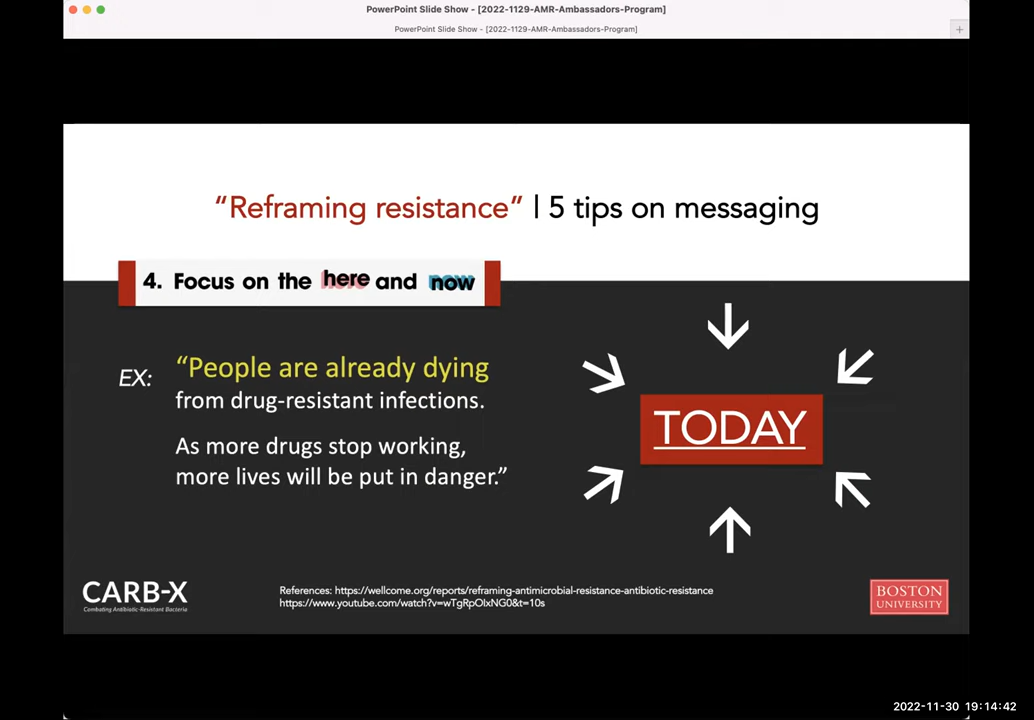 PowerPoint Slide Show - [2022-1129-AMR-Ambassadors-Program]
PowerPoint Slide Show - [2022-1129-AMR-Ambassadors-Program]
“Reframing resistance” | 5 tips on messaging
4. Focus on the here and now
EX: “People are already dying
from drug-resistant infections.
As more drugs stop working,
more lives will be put in danger.”
TODAY
CARB-X
Combating Antibiotic-Resistant Bacteria
References: https://wellcome.org/reports/reframing-antimicrobial-resistance-antibiotic-resistance
https://www.youtube.com/watch?v=wTgRpOIxNG0&t=10s
BOSTON
UNIVERSITY
2022-11-30 19:14:42